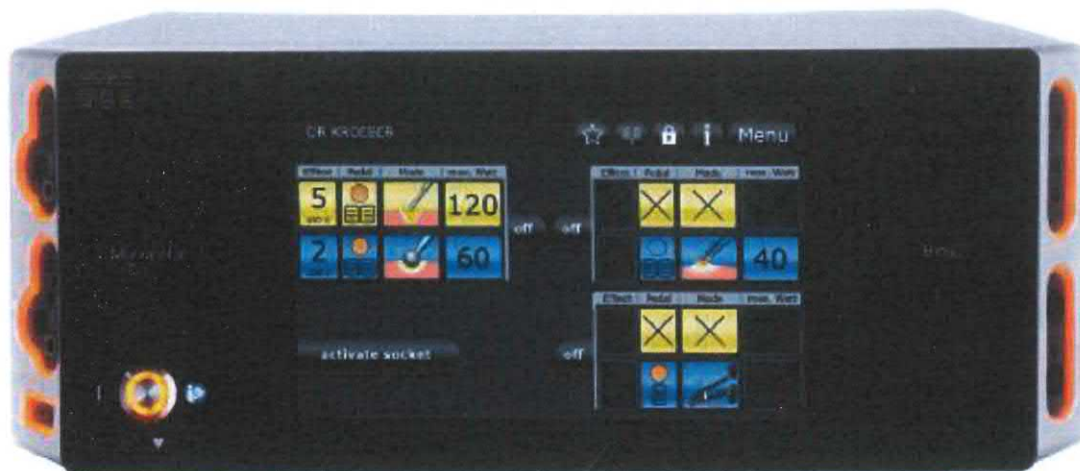 DR KROEGER Menu
Effect Pedal Mode max. Watt
5 120
off
2 60
Effect Pedal Mode max. Watt
off
40
Effect Pedal Mode max. Watt
activate socket off